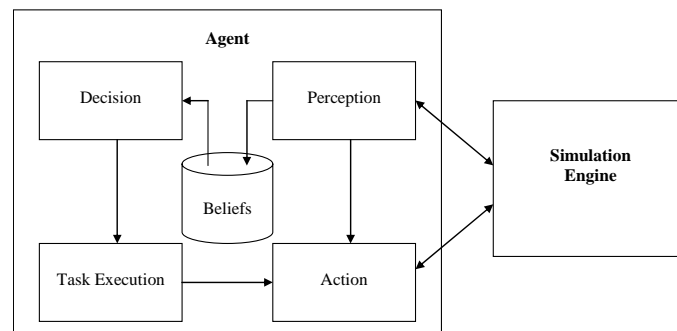 Agent
Decision
Perception
Simulation
Engine
Beliefs
Task Execution
Action